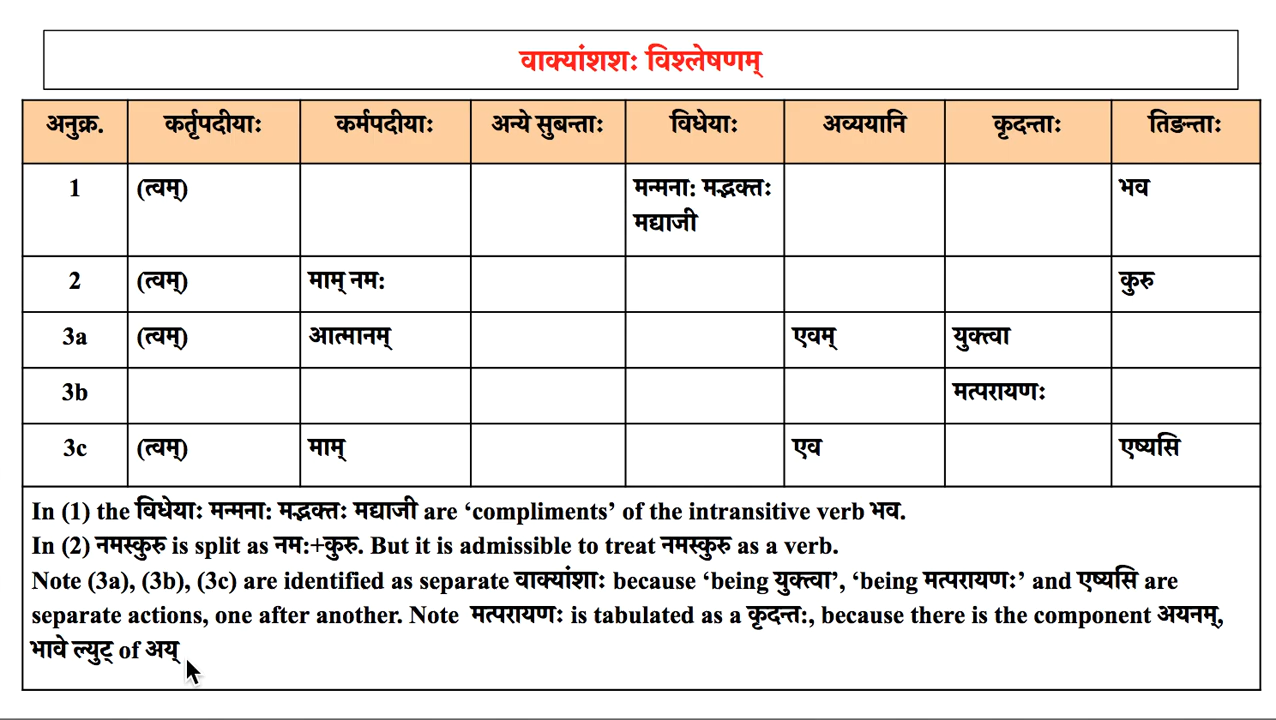 वाक्यांशशः विश्लेषणम्
अनुक्र. कर्तृपदीयाः कर्मपदीयाः अन्ये सुबन्ताः विधेयाः अव्ययानि कृदन्ताः तिङन्ताः
1 (त्वम्) मन्मना: मद्भक्तः भव
मद्याजी
2 (त्वम्) माम् नम: कुरु
3a (त्वम्) आत्मानम् एवम् युक्त्वा
3b मत्परायणः
3c (त्वम्) माम् एव एष्यसि
In (1) the विधेयाः मन्मना: मद्भक्तः मद्याजी are ‘compliments’ of the intransitive verb भव.
In (2) नमस्कुरु is split as नम:+कुरु. But it is admissible to treat नमस्कुरु as a verb.
Note (3a), (3b), (3c) are identified as separate वाक्यांशाः because ‘being युक्त्वा’, ‘being मत्परायणः’ and एष्यसि are
separate actions, one after another. Note मत्परायणः is tabulated as a कृदन्त:, because there is the component अयनम्,
भावे ल्युट् of अय्